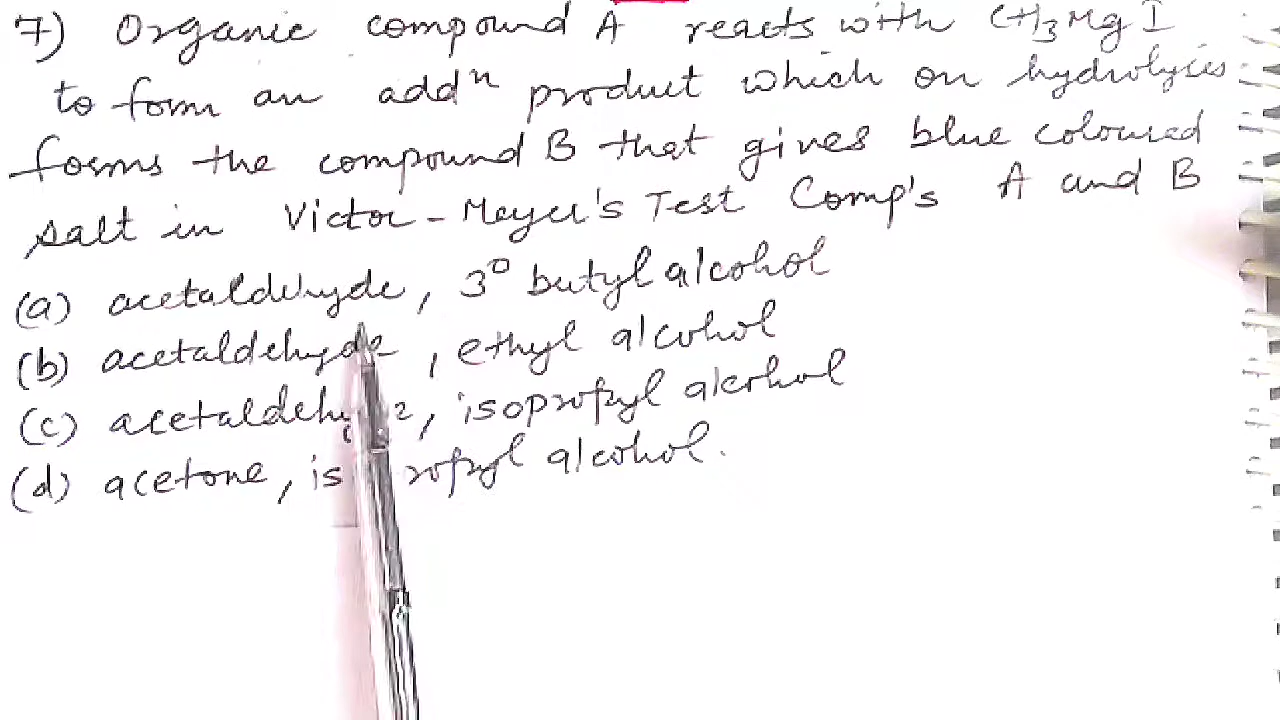 7) Organic compound A reacts with CH3MgI
to form an addn product which on hydrolysis
forms the compound B that gives blue coloured
salt in Victor-Meyer's Test Comp's A and B
(a) acetaldehyde, 3° butyl alcohol
(b) acetaldehyde, ethyl alcohol
(c) , isopropyl alcohol
(d) acetone, alcohol.